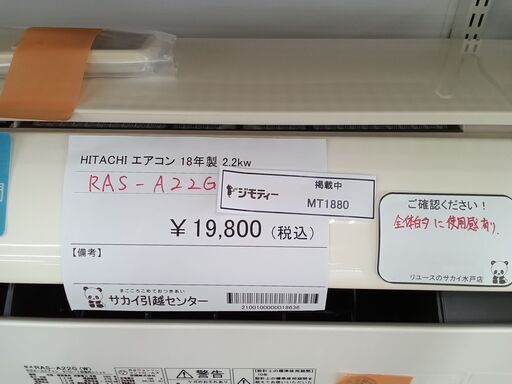 HITACHI エアコン 18年製 2.2kw
RAS-A22G
ジモティー
掲載中
MT1880
¥19,800（税込）
【備考】
まごころこめておつきあい
サカイ引越センター
2100100000018636
ご確認ください！
全体的に使用感有り。
リユースのサカイ水戸店
RAS-A22G(W)
警告